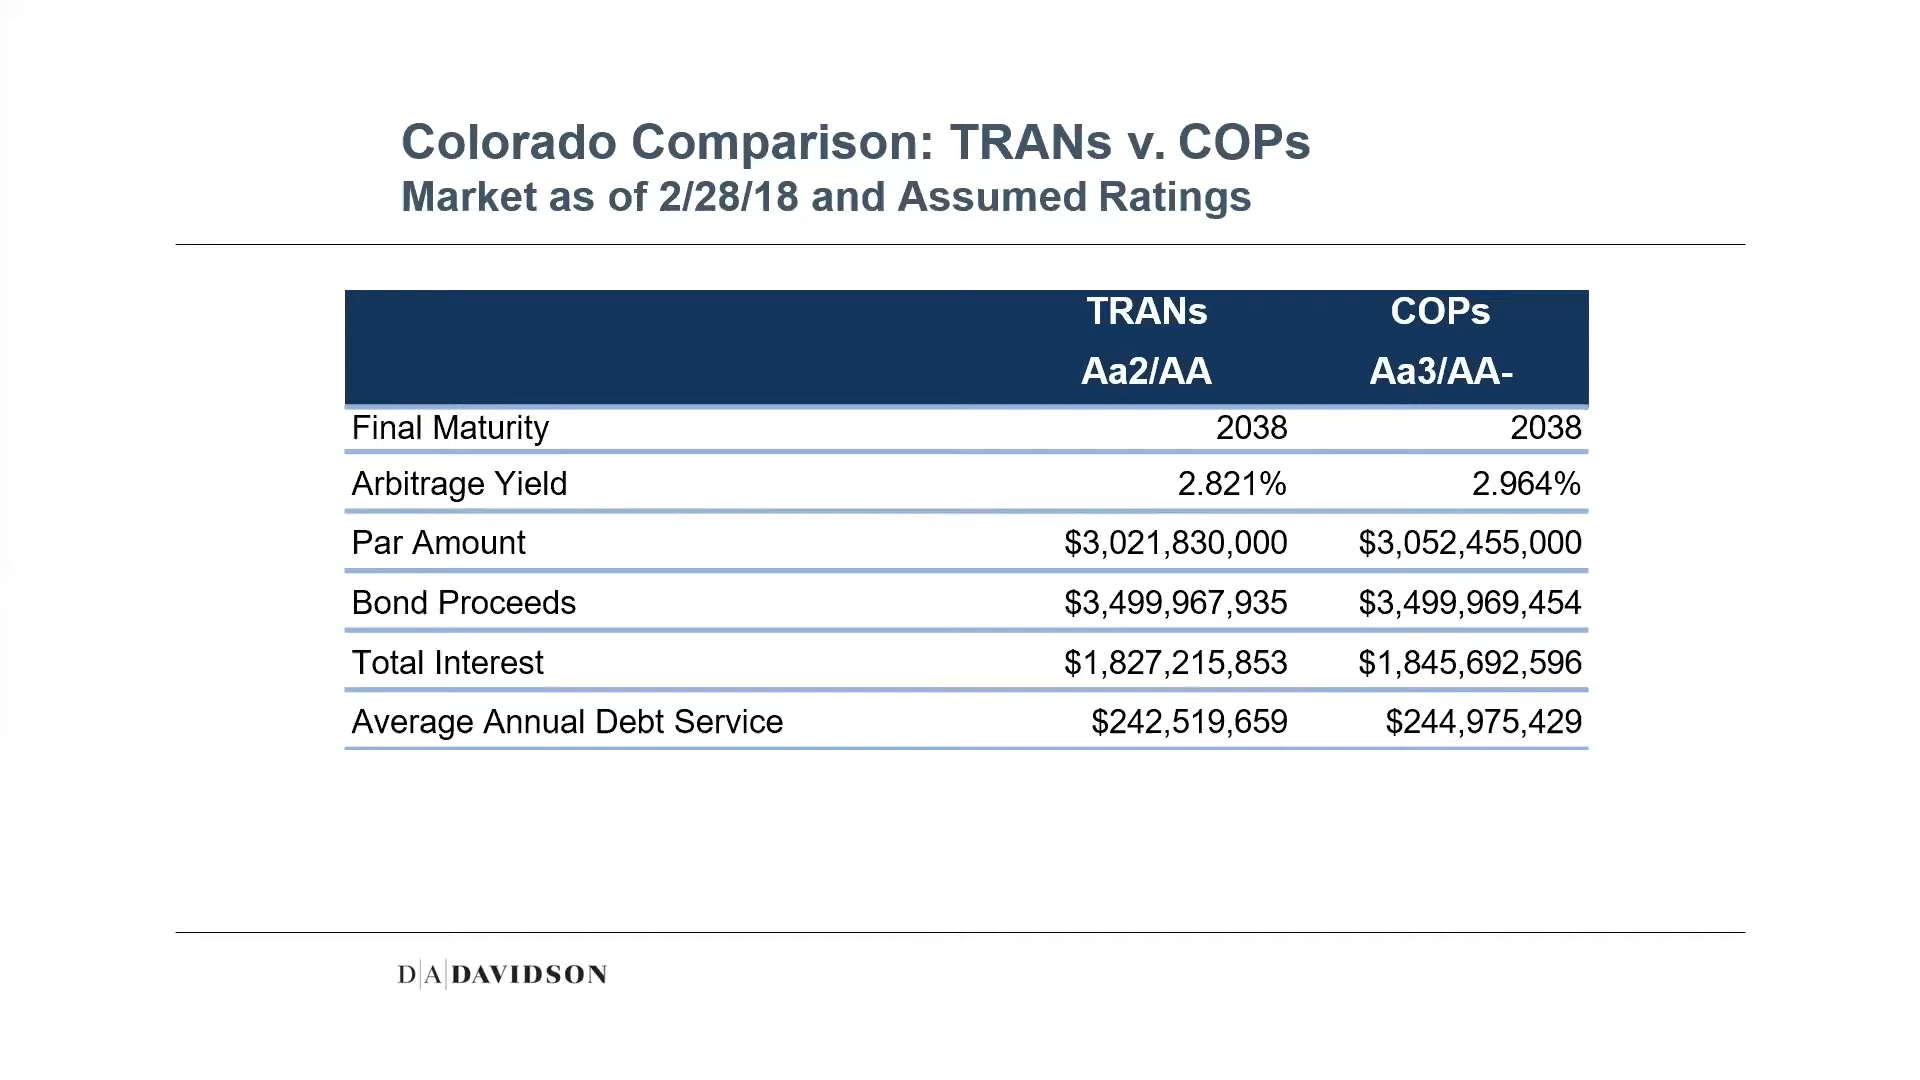 Colorado Comparison: TRANs v. COPs
Market as of 2/28/18 and Assumed Ratings
TRANs COPs
Aa2/AA Aa3/AA-
Final Maturity 2038 2038
Arbitrage Yield 2.821% 2.964%
Par Amount $3,021,830,000 $3,052,455,000
Bond Proceeds $3,499,967,935 $3,499,969,454
Total Interest $1,827,215,853 $1,845,692,596
Average Annual Debt Service $242,519,659 $244,975,429
D|A|DAVIDSON